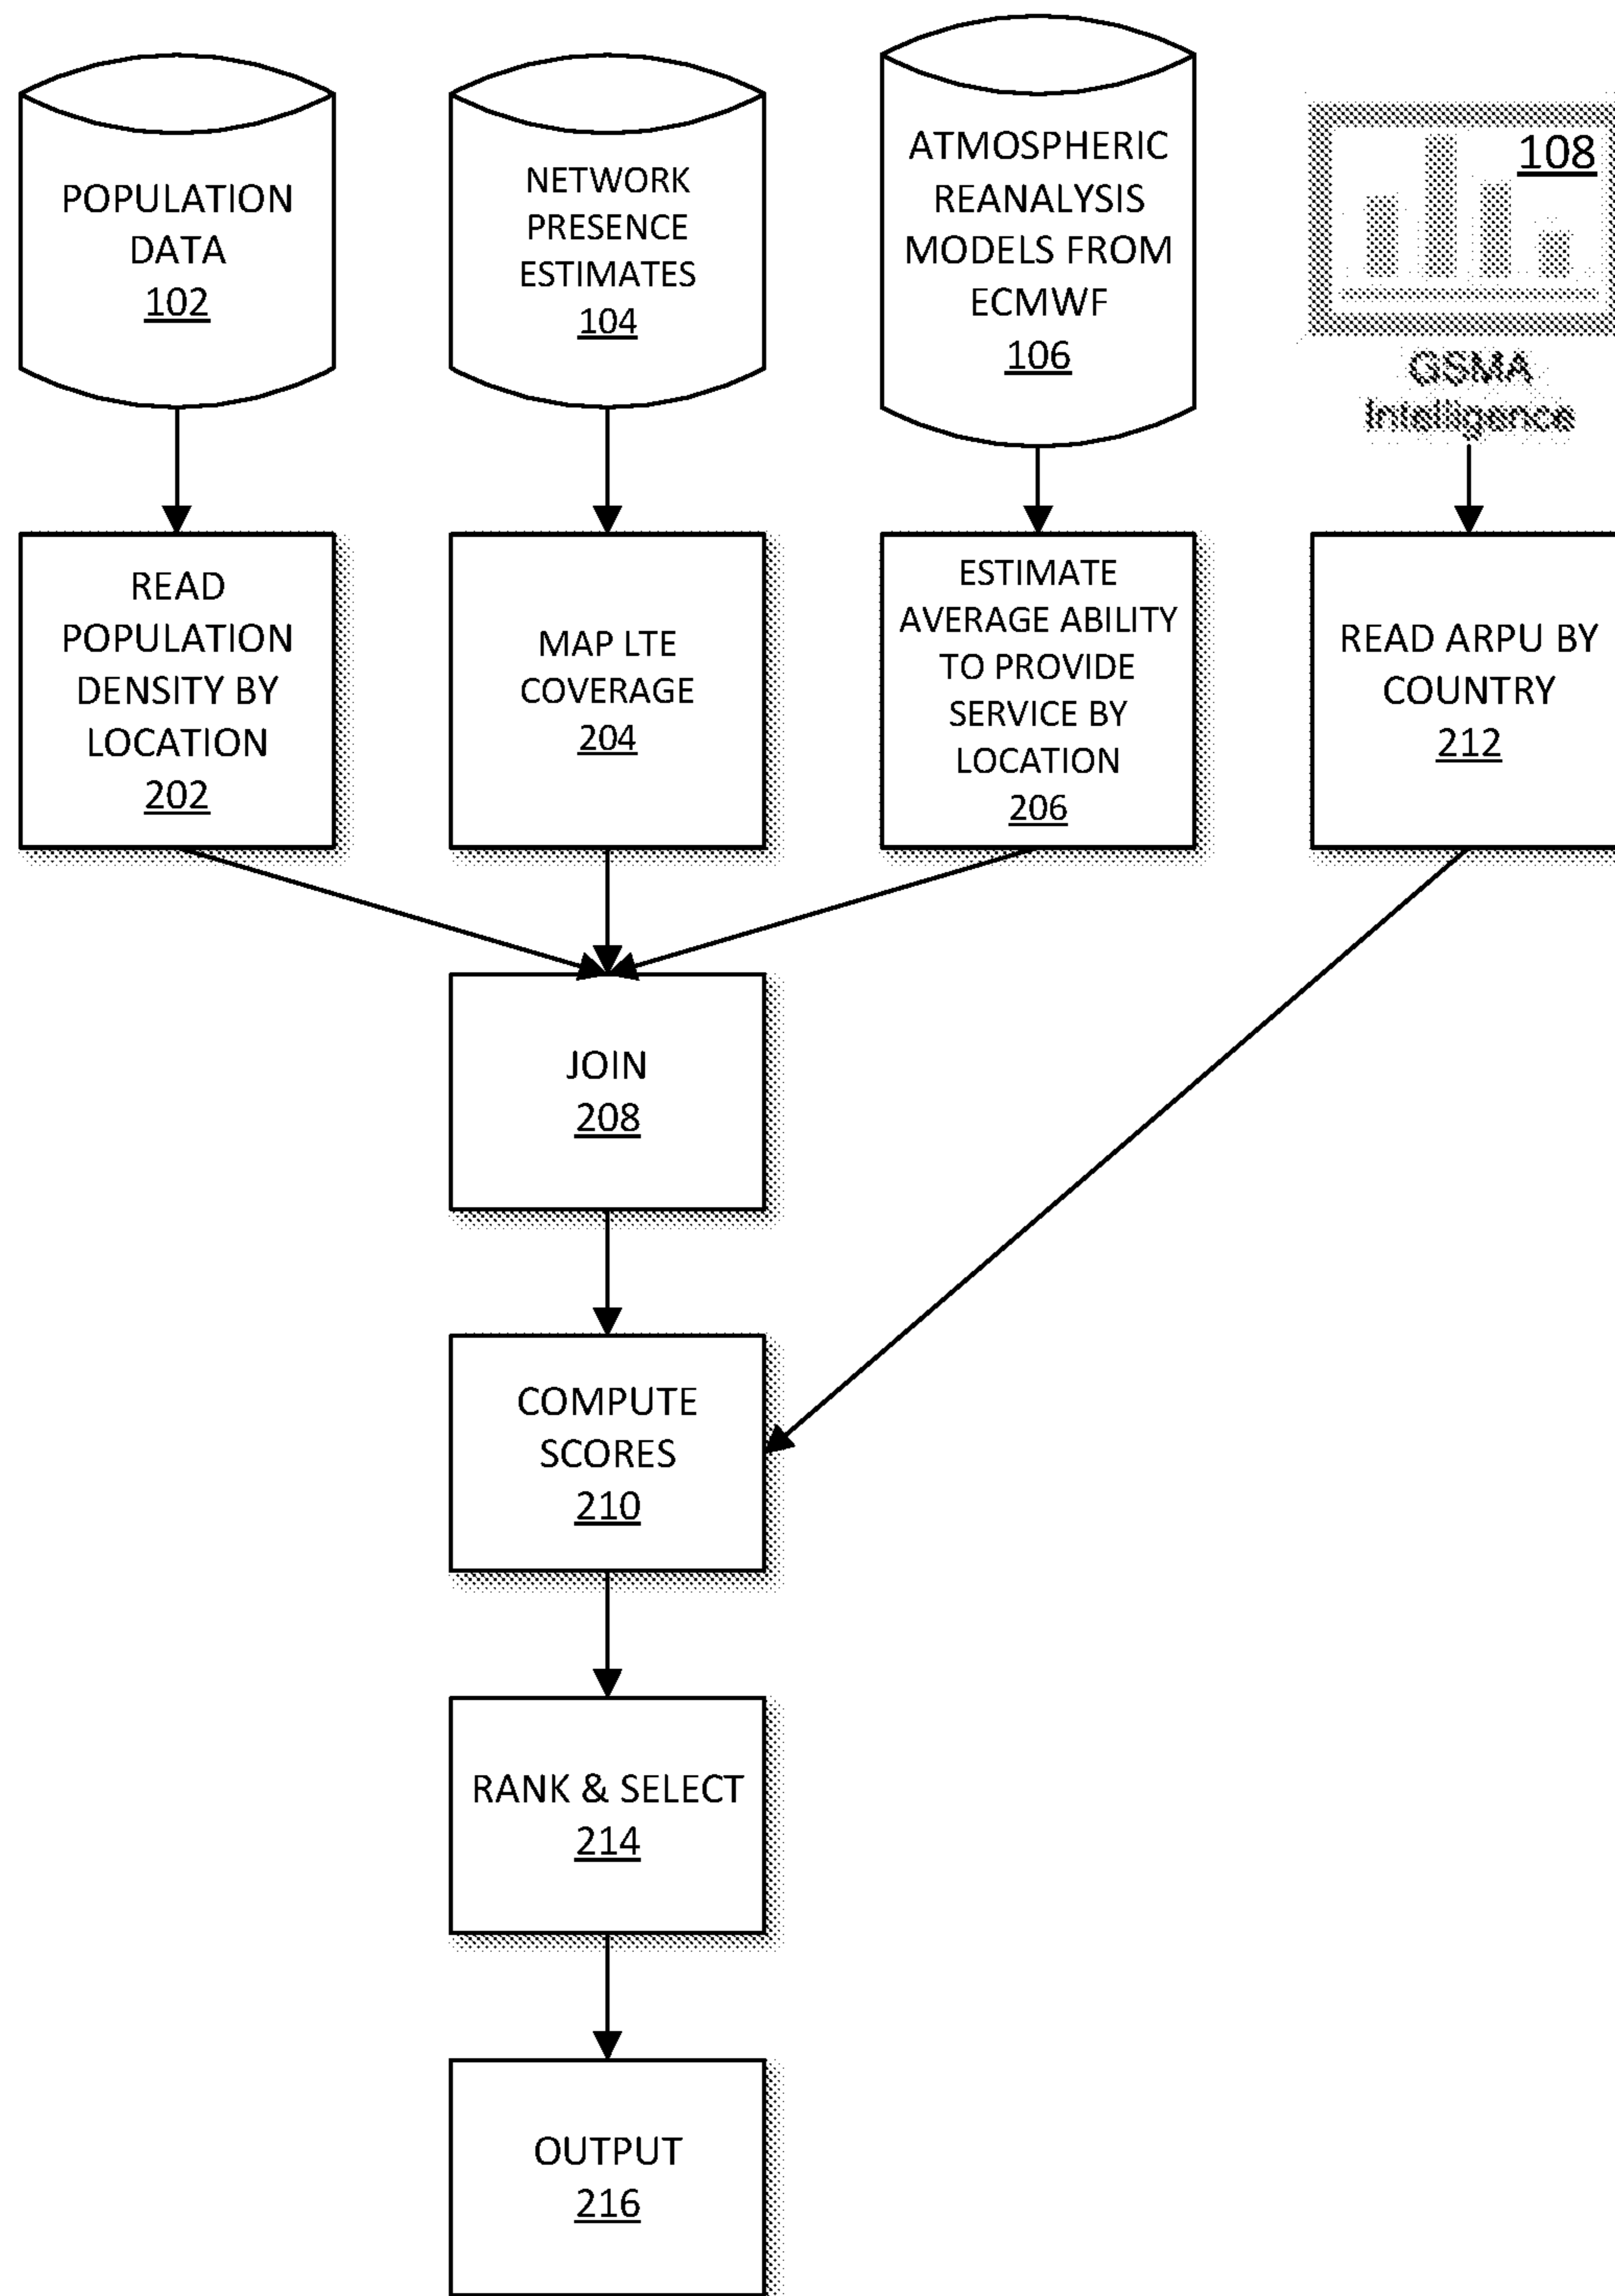 POPULATION
DATA
102
NETWORK
PRESENCE
ESTIMATES
104
ATMOSPHERIC
REANALYSIS
MODELS FROM
ECMWF
106
108
GSMA
Intelligence
READ
POPULATION
DENSITY BY
LOCATION
202
MAP LTE
COVERAGE
204
ESTIMATE
AVERAGE ABILITY
TO PROVIDE
SERVICE BY
LOCATION
206
READ ARPU BY
COUNTRY
212
JOIN
208
COMPUTE
SCORES
210
RANK & SELECT
214
OUTPUT
216